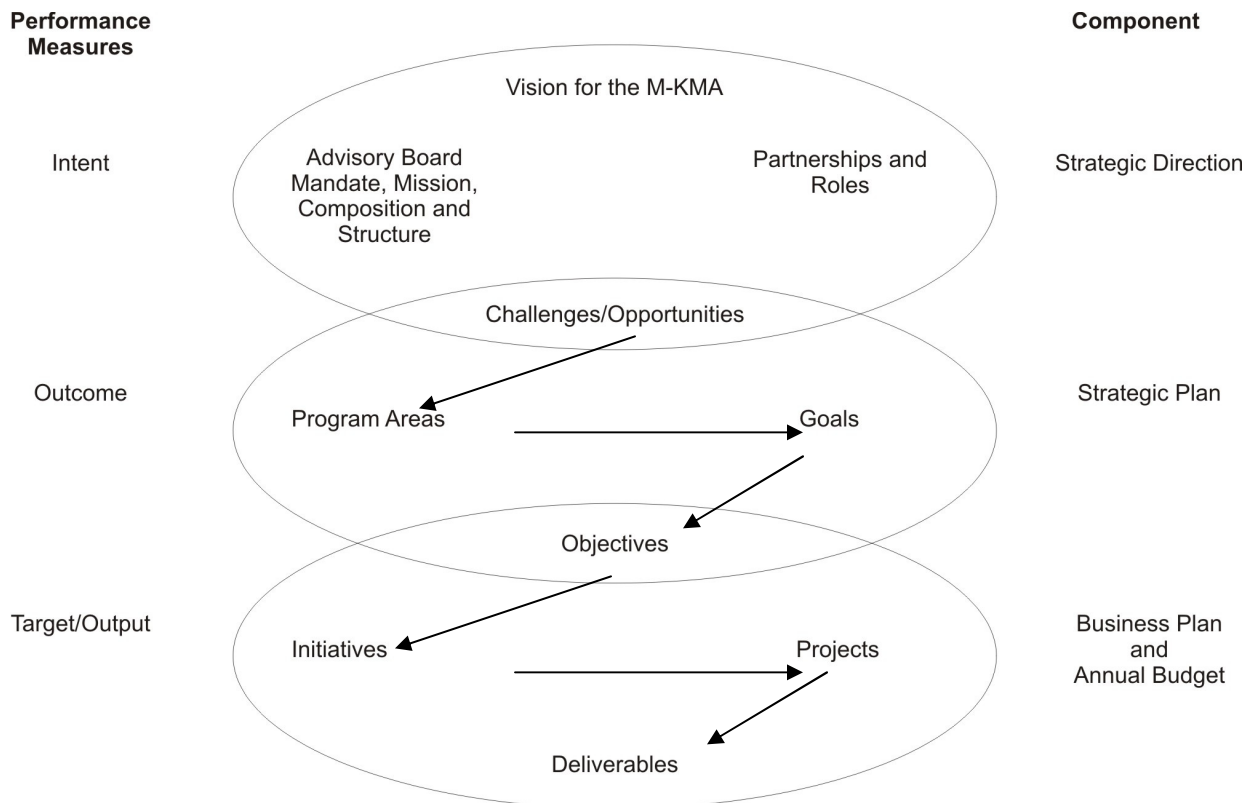 Performance
Measures
Component
Vision for the M-KMA
Intent
Advisory Board
Mandate, Mission,
Composition and
Structure
Partnerships and
Roles
Strategic Direction
Challenges/Opportunities
Outcome
Strategic Plan
Program Areas
Goals
Objectives
Target/Output
Business Plan
and
Annual Budget
Initiatives
Projects
Deliverables